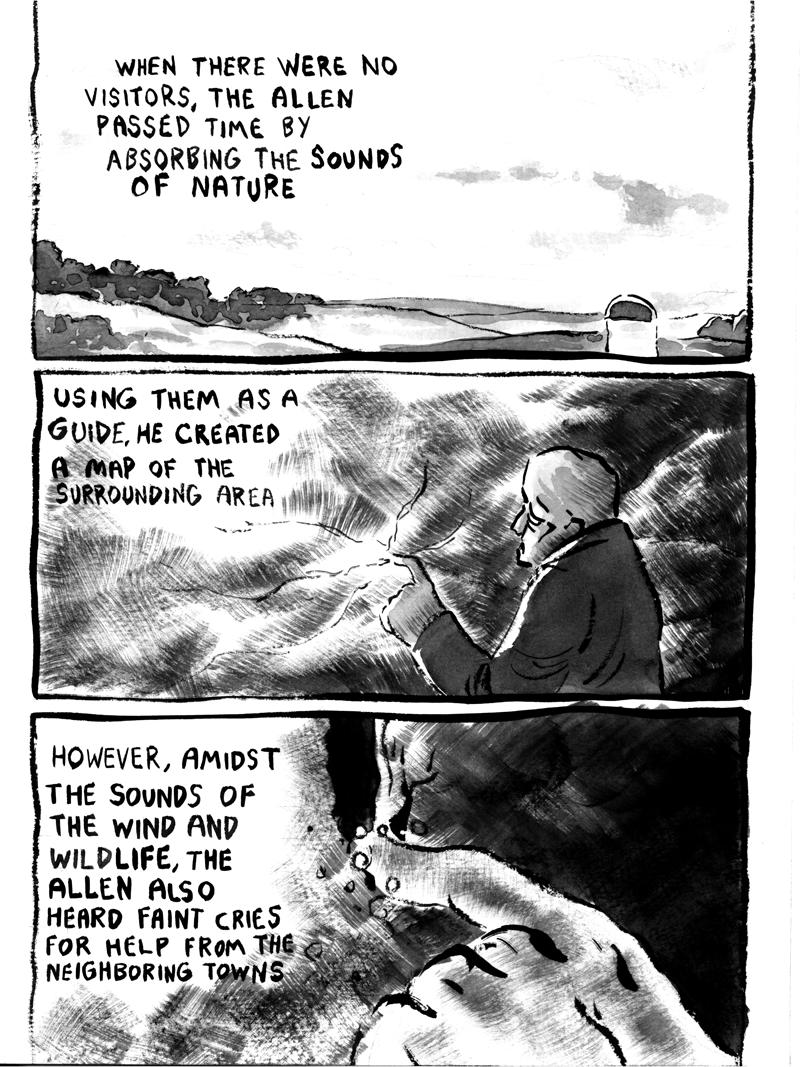 WHEN THERE WERE NO
VISITORS, THE ALLEN
PASSED TIME BY
ABSORBING THE SOUNDS
OF NATURE
USING THEM AS A
GUIDE, HE CREATED
A MAP OF THE
SURROUNDING AREA
HOWEVER, AMIDST
THE SOUNDS OF
THE WIND AND
WILDLIFE, THE
ALLEN ALSO
HEARD FAINT CRIES
FOR HELP FROM THE
NEIGHBORING TOWNS